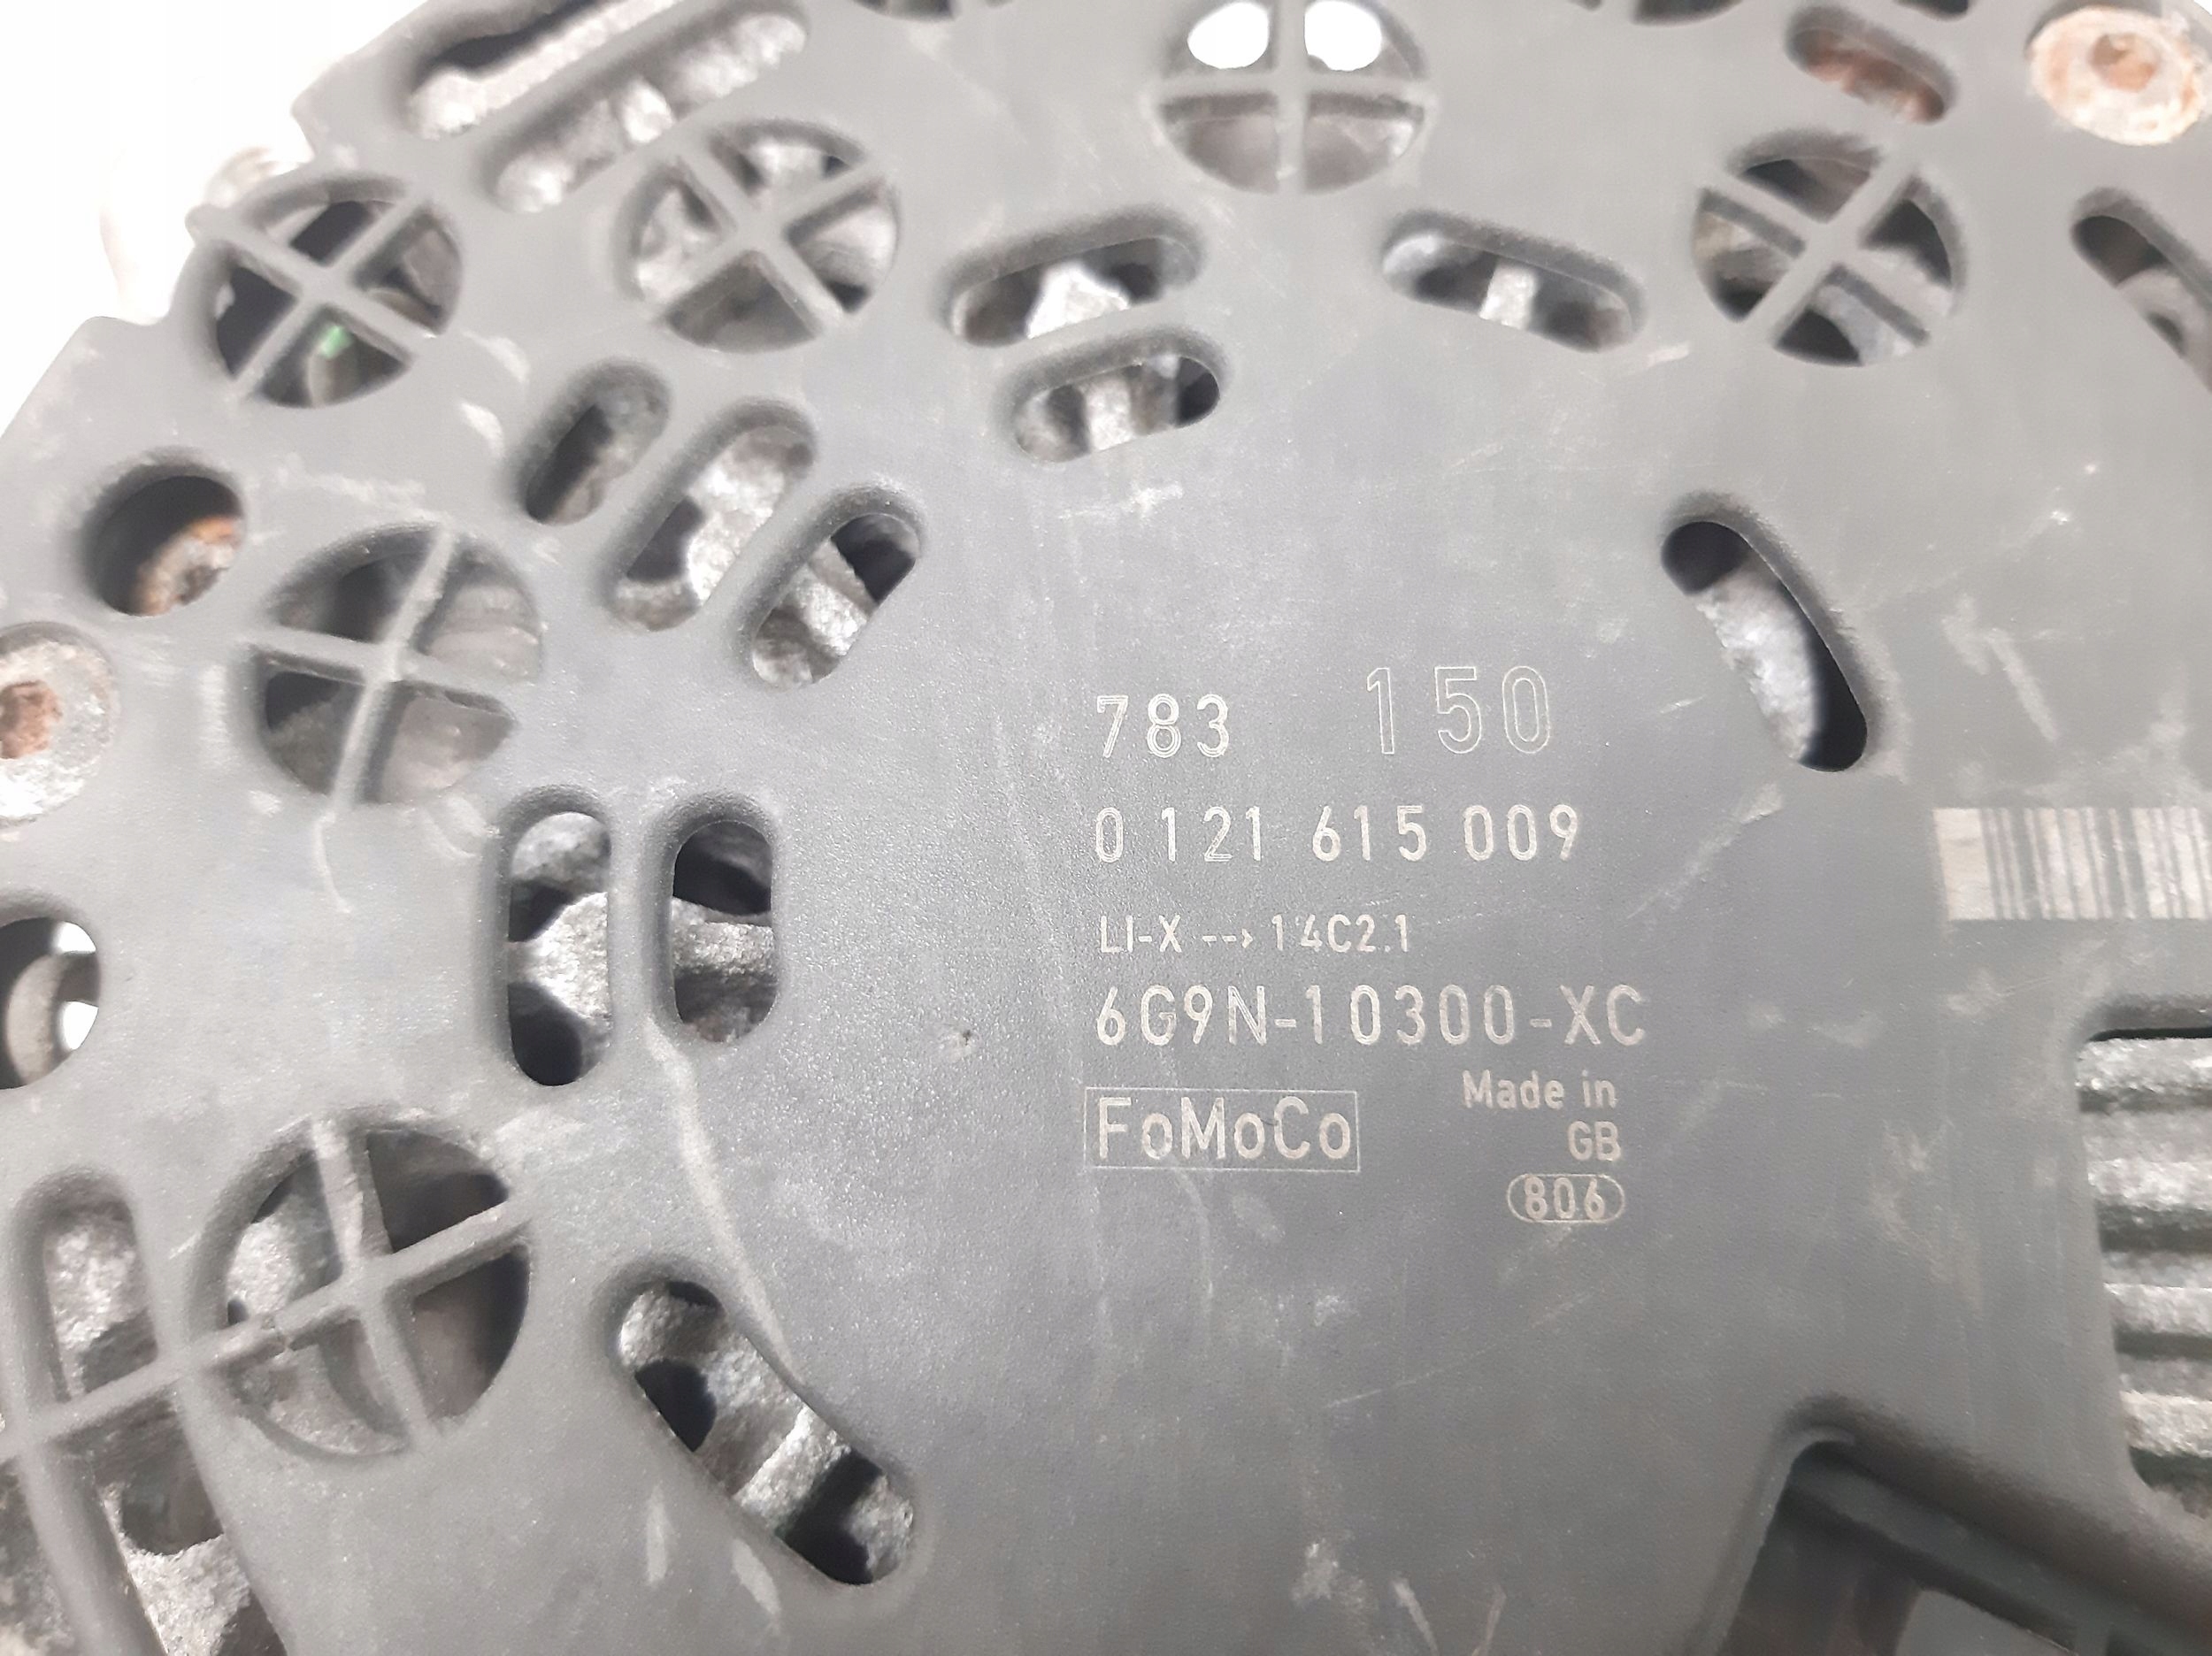 783 150
0 121 615 009
LI-X --→ 14C2.1
6G9N-10300-XC
FoMoCo
Made in
GB
806